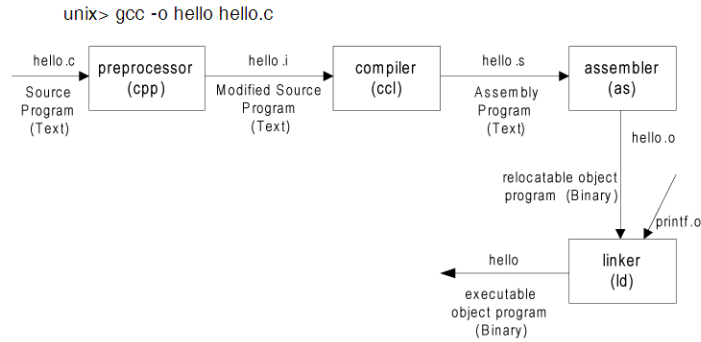 unix> gcc -o hello hello.c
hello.c
Source
Program
(Text)
preprocessor
(cpp)
hello.i
Modified Source
Program
(Text)
compiler
(ccl)
hello.s
Assembly
Program
(Text)
assembler
(as)
hello.o
relocatable object
program (Binary)
printf.o
linker
(ld)
hello
executable
object program
(Binary)